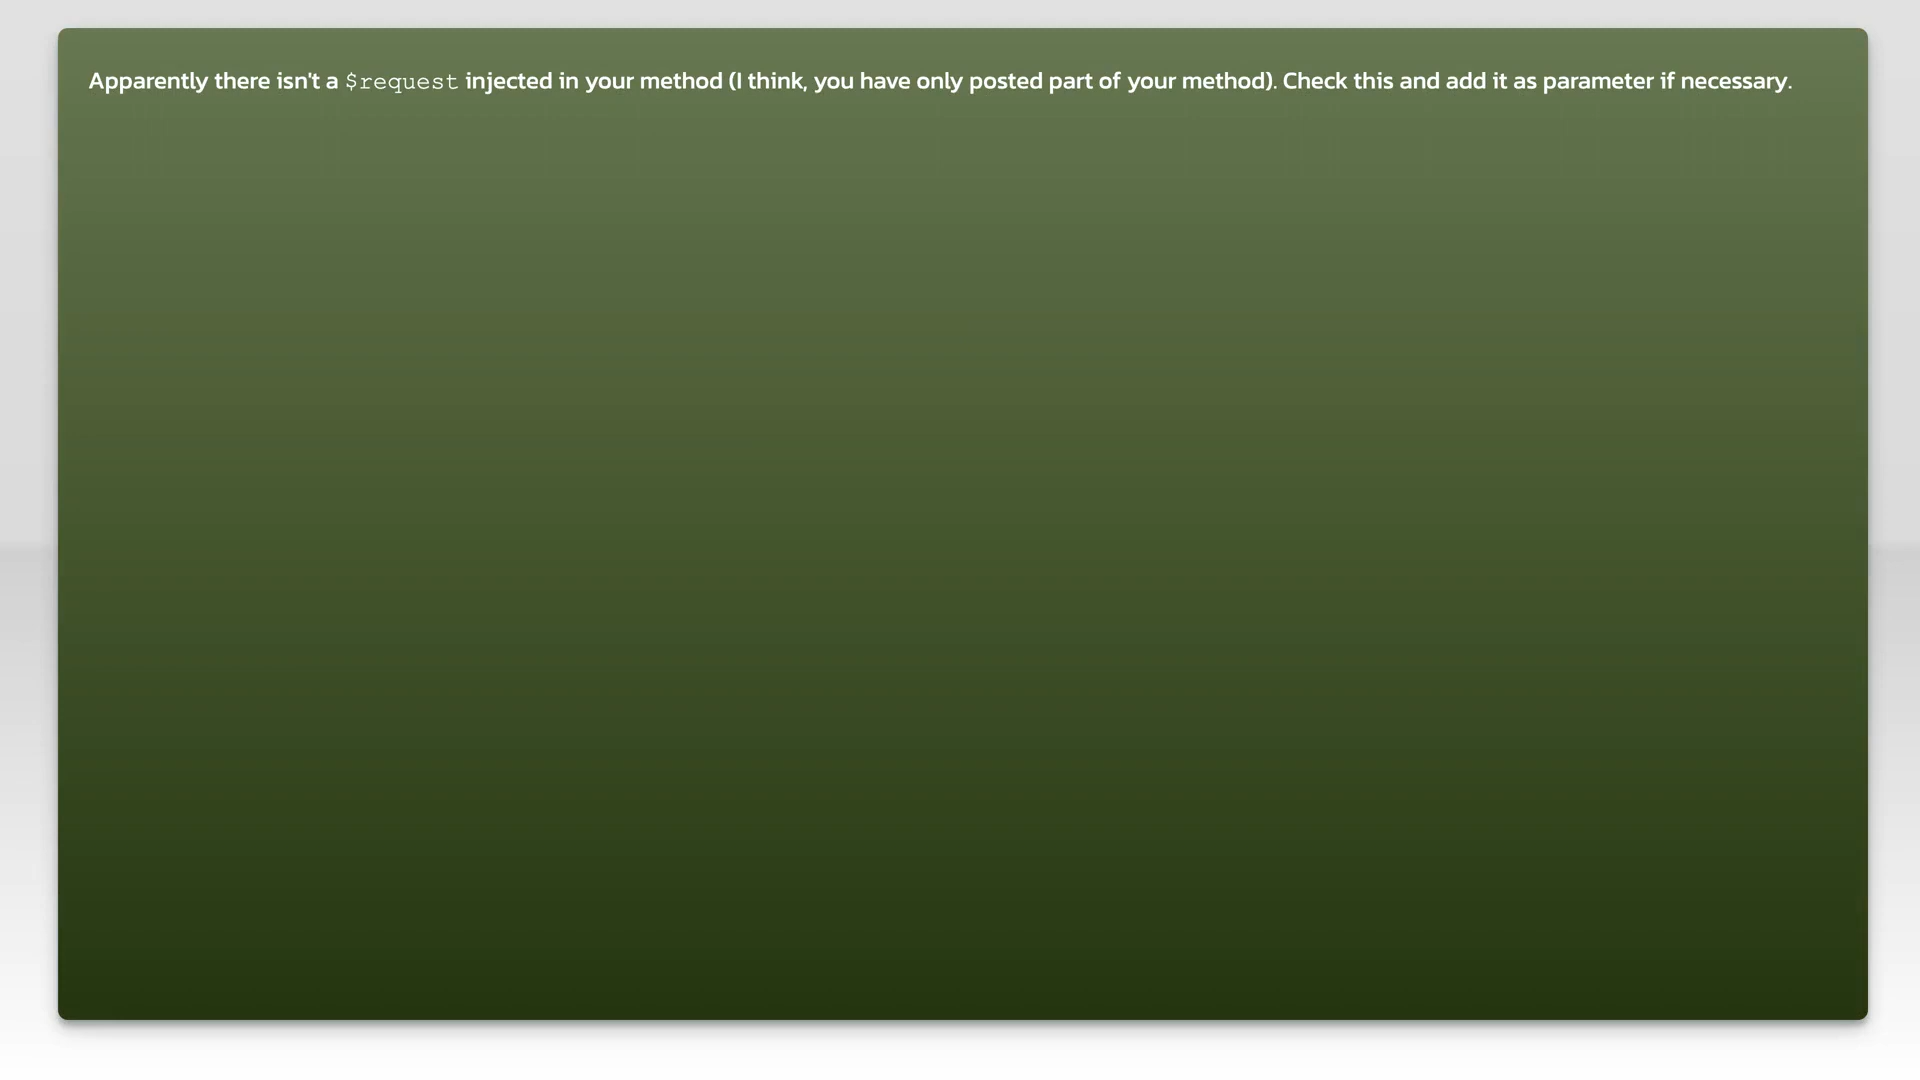 Apparently there isn't a $request injected in your method (I think, you have only posted part of your method). Check this and add it as parameter if necessary.